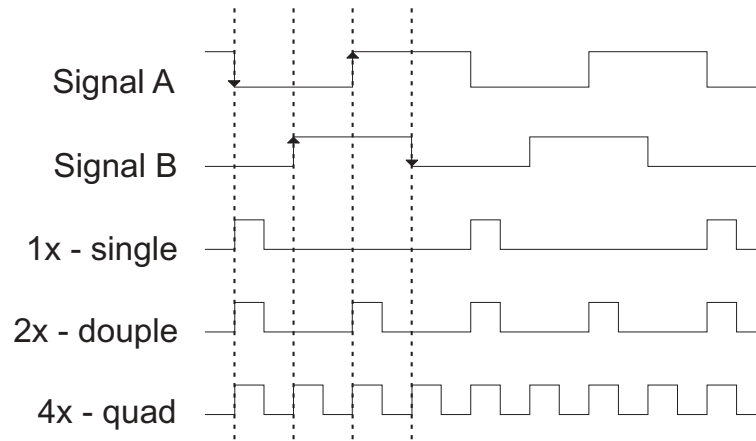 Signal A
Signal B
1x - single
2x - douple
4x - quad